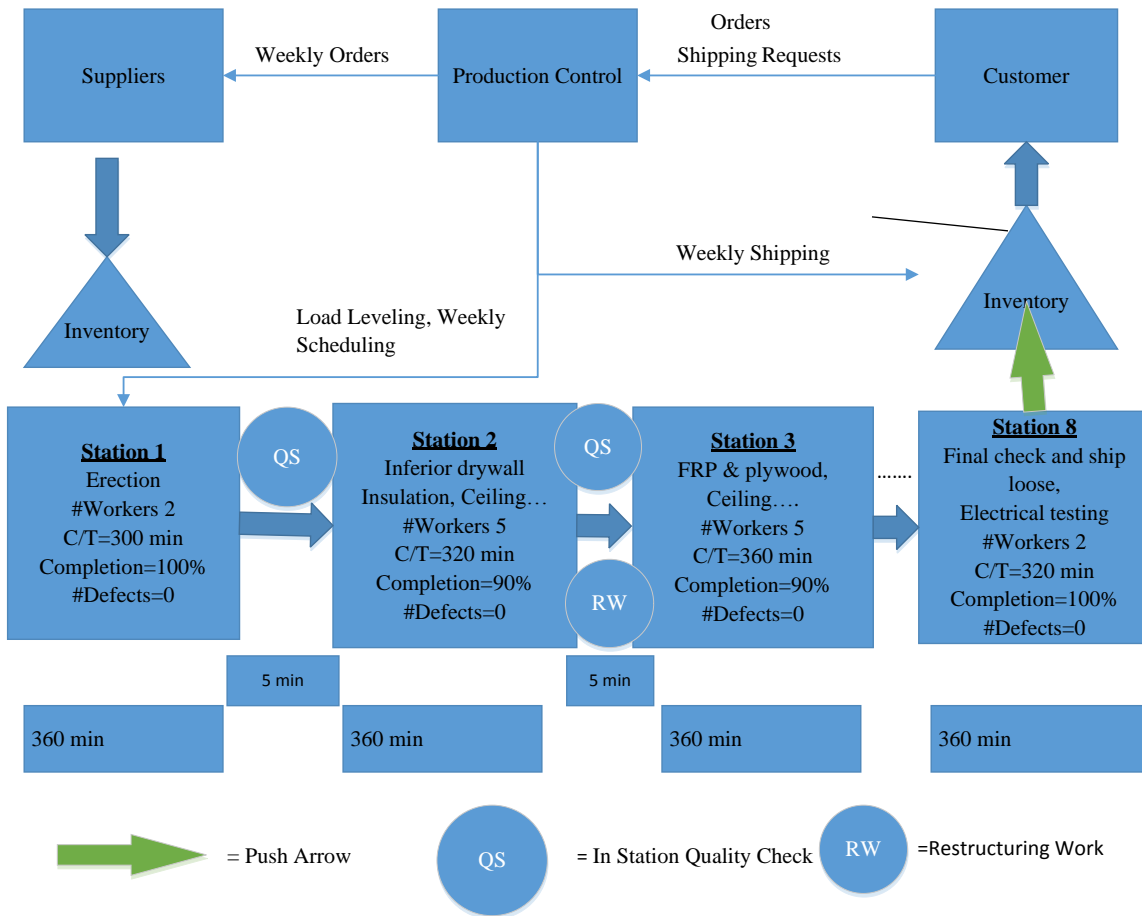 Suppliers
Weekly Orders
Production Control
Orders
Shipping Requests
Customer
Inventory
Load Leveling, Weekly
Scheduling
Weekly Shipping
Inventory
Station 1
Erection
#Workers 2
C/T=300 min
Completion=100%
#Defects=0
QS
Station 2
Inferior drywall
Insulation, Ceiling…
#Workers 5
C/T=320 min
Completion=90%
#Defects=0
QS
RW
Station 3
FRP & plywood,
Ceiling….
#Workers 5
C/T=360 min
Completion=90%
#Defects=0
.......
Station 8
Final check and ship
loose,
Electrical testing
#Workers 2
C/T=320 min
Completion=100%
#Defects=0
5 min
5 min
360 min
360 min
360 min
360 min
= Push Arrow
QS
= In Station Quality Check
RW
=Restructuring Work